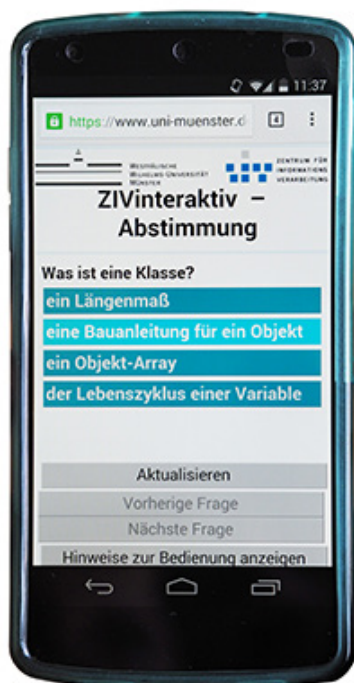 11:37
https://www.uni-muenster.d
4
WESTFÄLISCHE
WILHELMS-UNIVERSITÄT
MÜNSTER
ZENTRUM FÜR
INFORMATIONS
VERARBEITUNG
ZIVinteraktiv –
Abstimmung
Was ist eine Klasse?
ein Längenmaß
eine Bauanleitung für ein Objekt
ein Objekt-Array
der Lebenszyklus einer Variable
Aktualisieren
Vorherige Frage
Nächste Frage
Hinweise zur Bedienung anzeigen